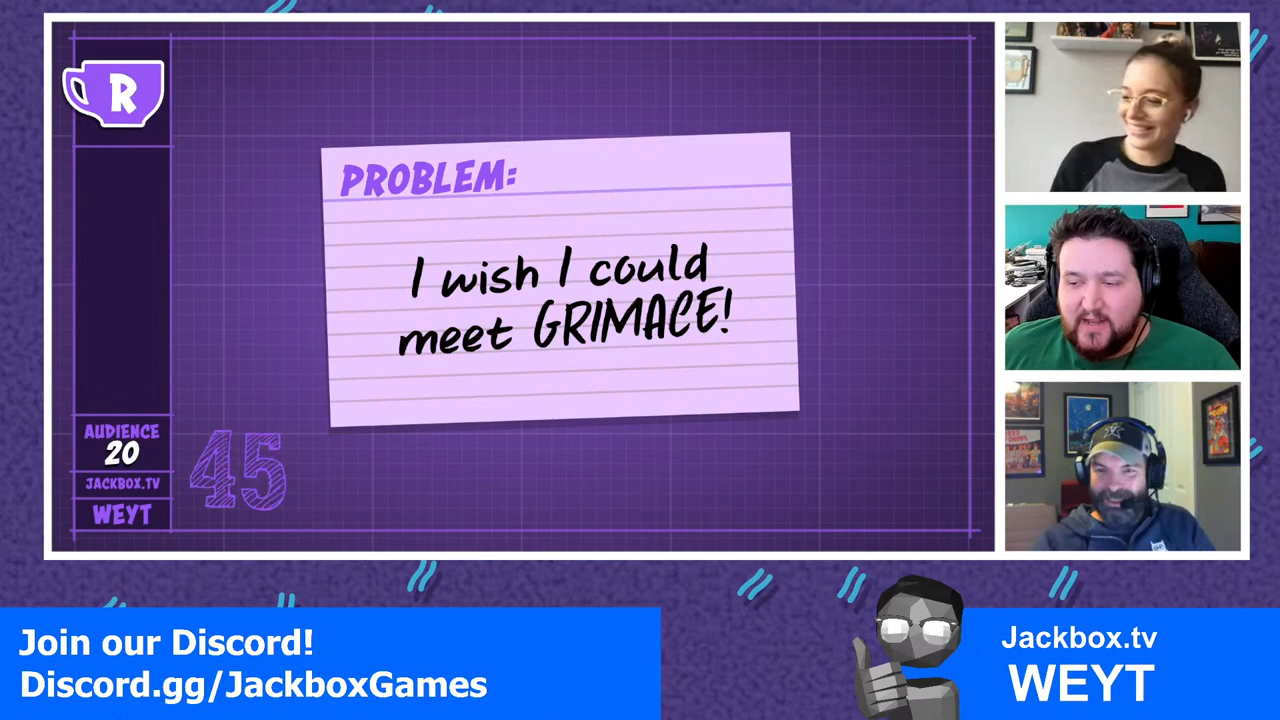 R
PROBLEM:
I wish I could
meet GRIMACE!
AUDIENCE
20
JACKBOX.TV
WEYT
45
Join our Discord!
Discord.gg/JackboxGames
Jackbox.tv
WEYT